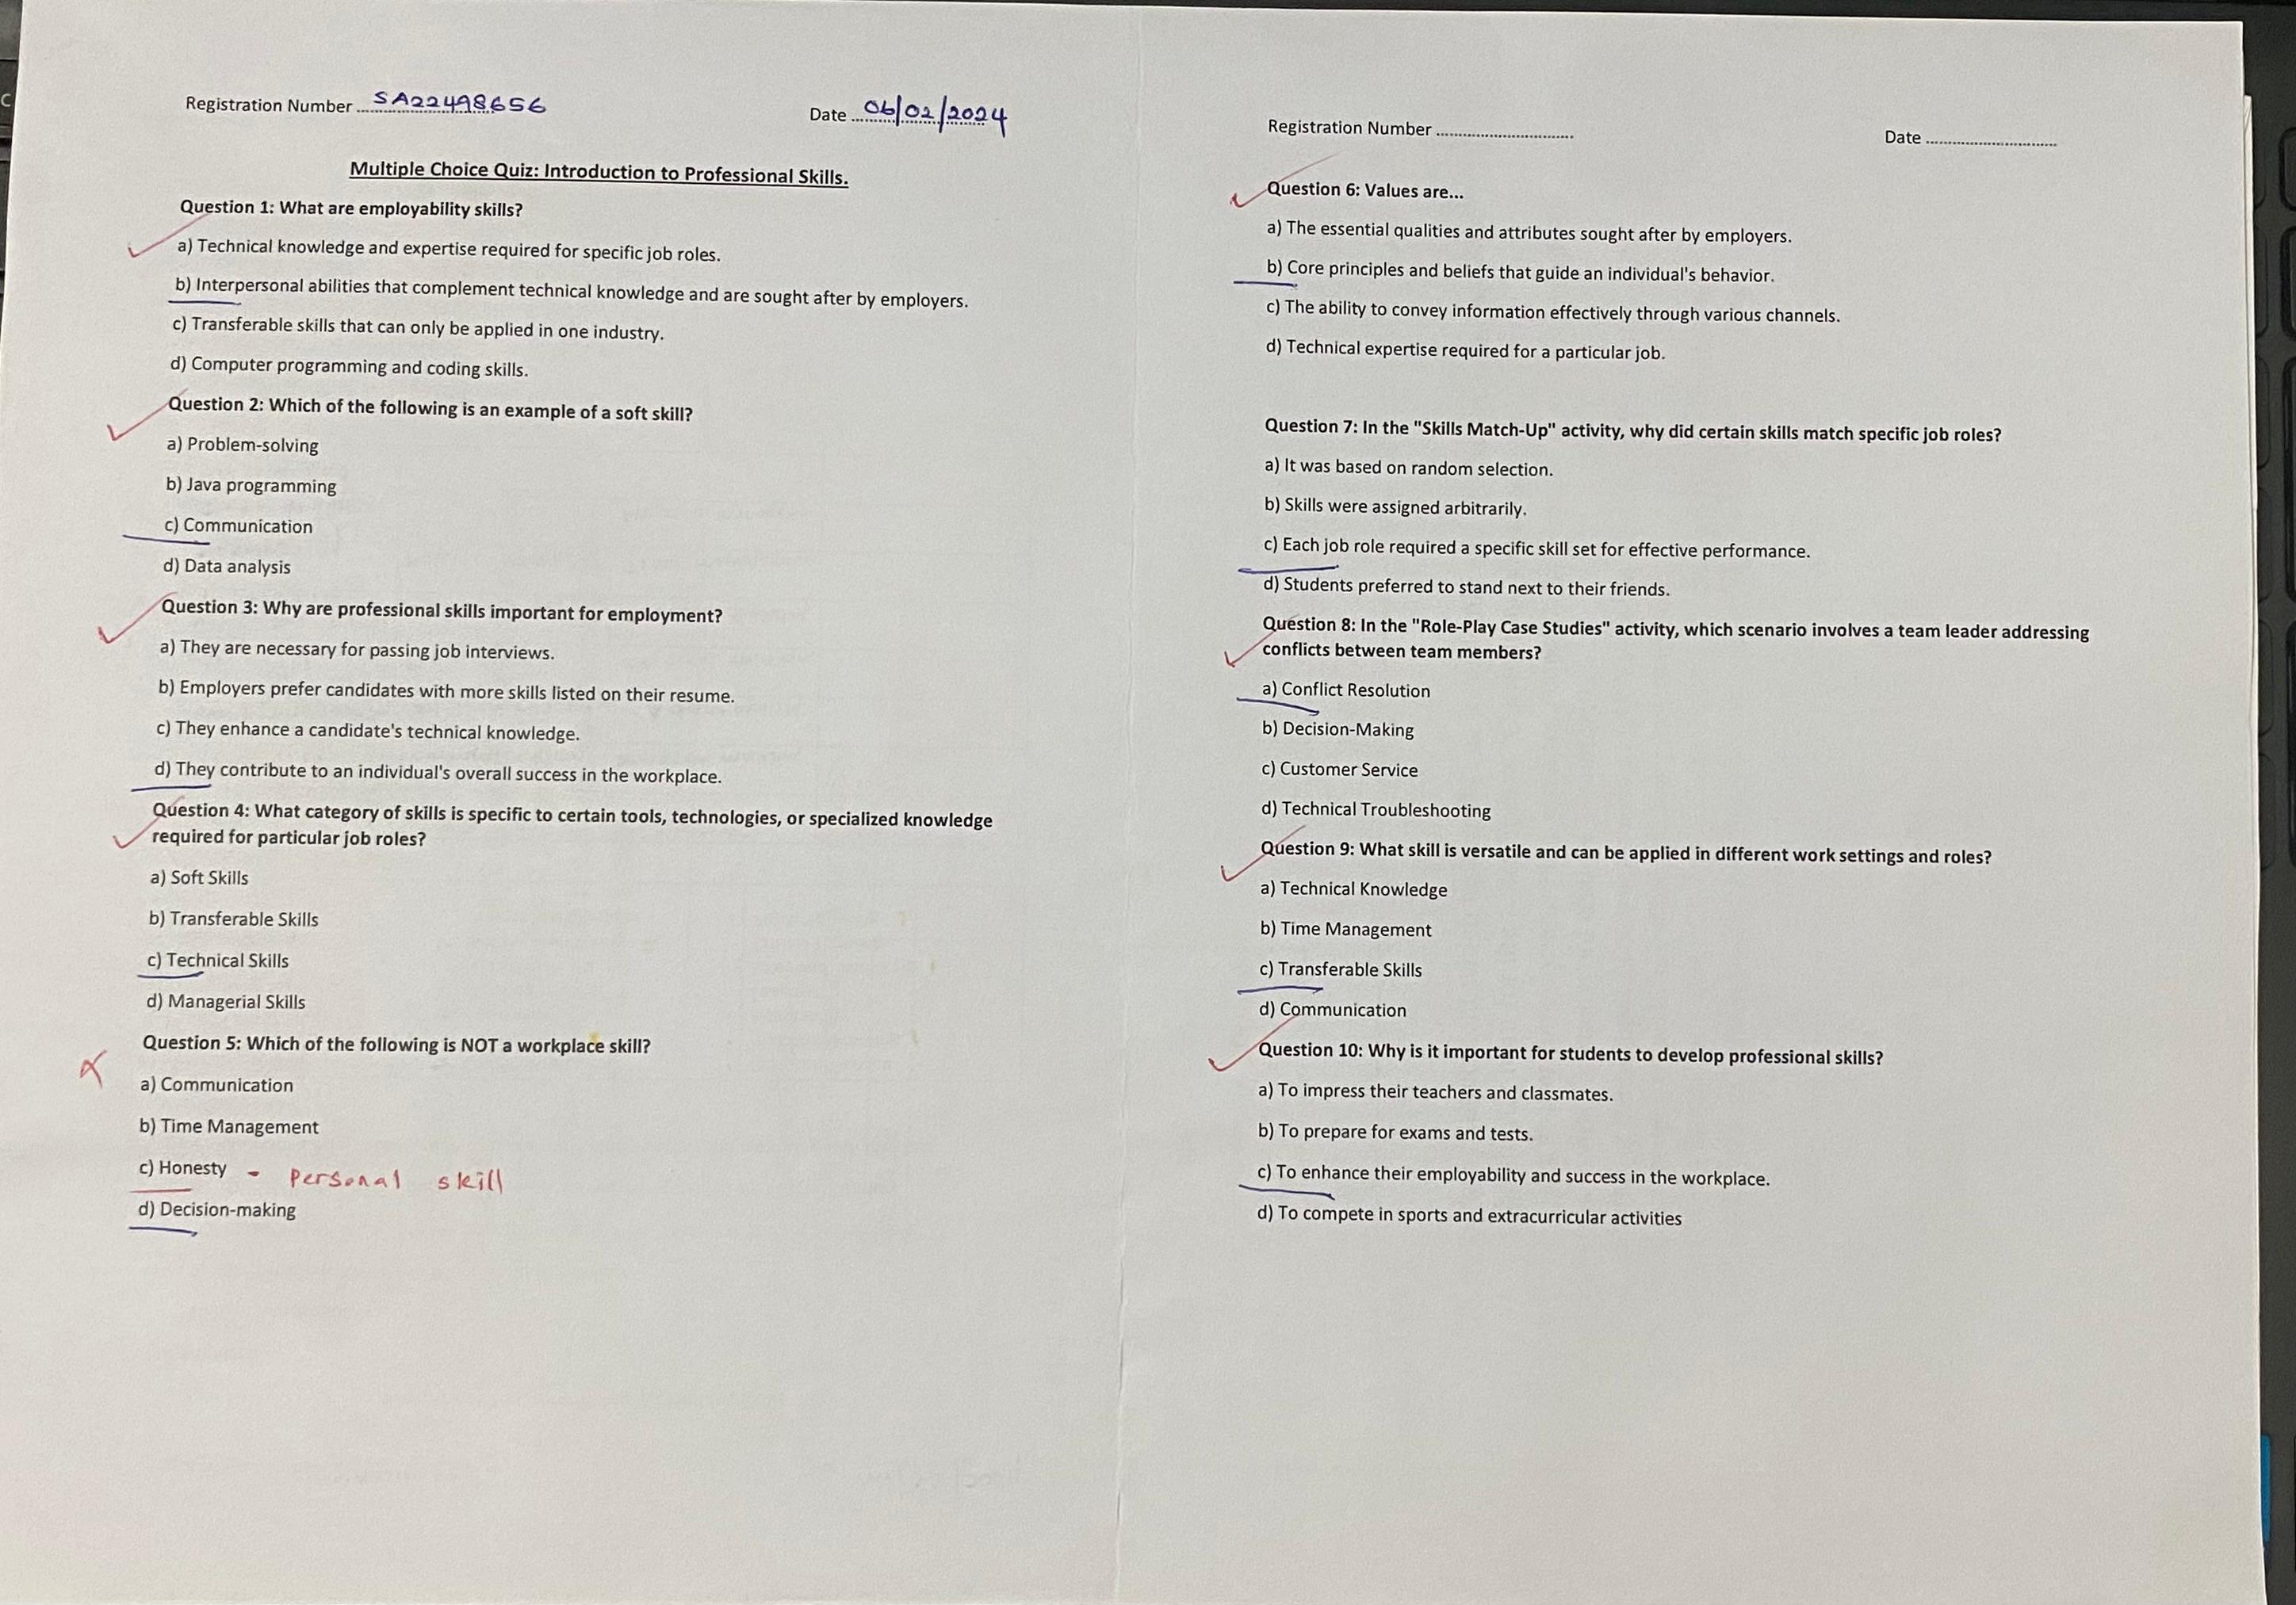 Registration Number SA22498656
Date 06/02/2024
Multiple Choice Quiz: Introduction to Professional Skills.
Question 1: What are employability skills?
a) Technical knowledge and expertise required for specific job roles.
b) Interpersonal abilities that complement technical knowledge and are sought after by employers.
c) Transferable skills that can only be applied in one industry.
d) Computer programming and coding skills.
Question 2: Which of the following is an example of a soft skill?
a) Problem-solving
b) Java programming
c) Communication
d) Data analysis
Question 3: Why are professional skills important for employment?
a) They are necessary for passing job interviews.
b) Employers prefer candidates with more skills listed on their resume.
c) They enhance a candidate's technical knowledge.
d) They contribute to an individual's overall success in the workplace.
Question 4: What category of skills is specific to certain tools, technologies, or specialized knowledge
required for particular job roles?
a) Soft Skills
b) Transferable Skills
c) Technical Skills
d) Managerial Skills
Question 5: Which of the following is NOT a workplace skill?
a) Communication
b) Time Management
c) Honesty - Personal skill
d) Decision-making
Registration Number
Date
Question 6: Values are...
a) The essential qualities and attributes sought after by employers.
b) Core principles and beliefs that guide an individual's behavior.
c) The ability to convey information effectively through various channels.
d) Technical expertise required for a particular job.
Question 7: In the "Skills Match-Up" activity, why did certain skills match specific job roles?
a) It was based on random selection.
b) Skills were assigned arbitrarily.
c) Each job role required a specific skill set for effective performance.
d) Students preferred to stand next to their friends.
Question 8: In the "Role-Play Case Studies" activity, which scenario involves a team leader addressing
conflicts between team members?
a) Conflict Resolution
b) Decision-Making
c) Customer Service
d) Technical Troubleshooting
Question 9: What skill is versatile and can be applied in different work settings and roles?
a) Technical Knowledge
b) Time Management
c) Transferable Skills
d) Communication
Question 10: Why is it important for students to develop professional skills?
a) To impress their teachers and classmates.
b) To prepare for exams and tests.
c) To enhance their employability and success in the workplace.
d) To compete in sports and extracurricular activities